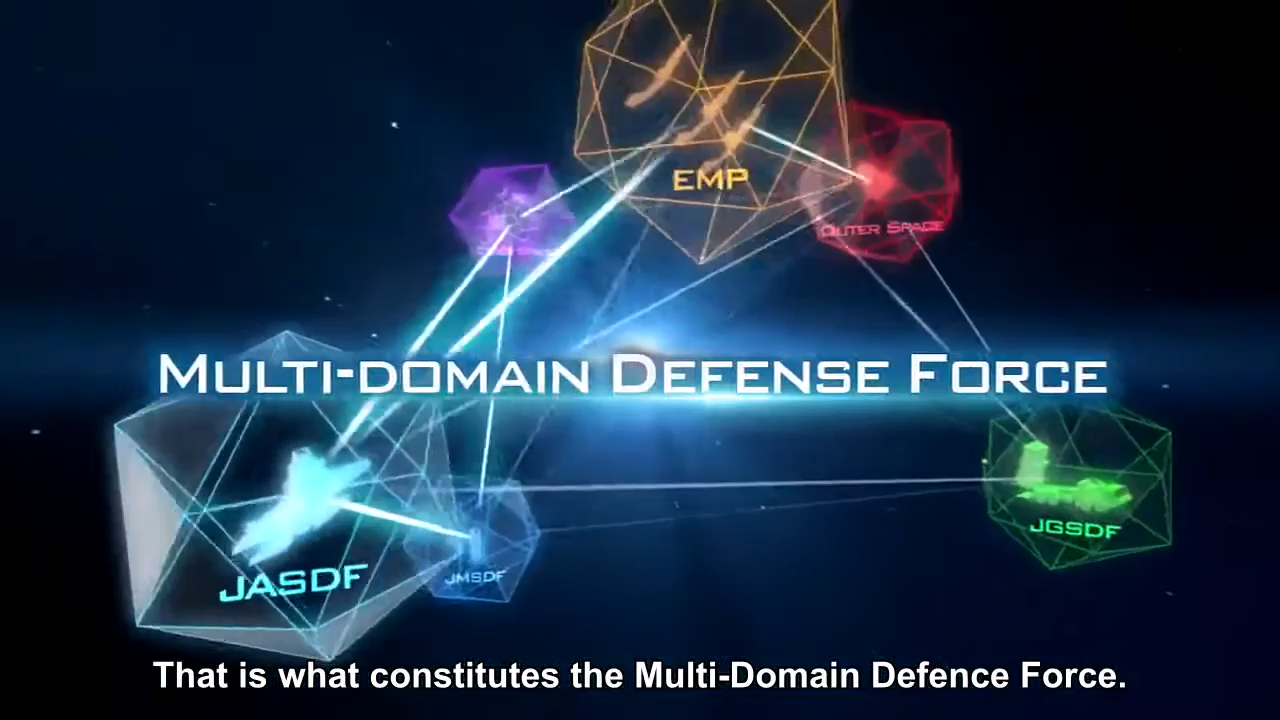 EMP
OUTER SPACE
MULTI-DOMAIN DEFENSE FORCE
JGSDF
JASDF
JMSDF
That is what constitutes the Multi-Domain Defence Force.